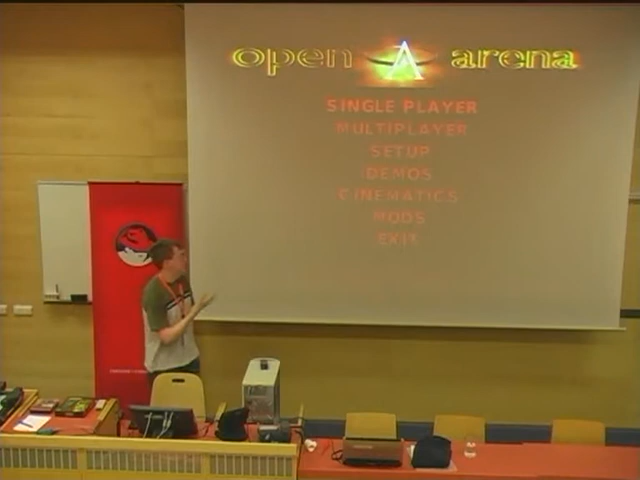 open arena
SINGLE PLAYER
MULTIPLAYER
SETUP
DEMOS
CINEMATICS
MODS
EXIT